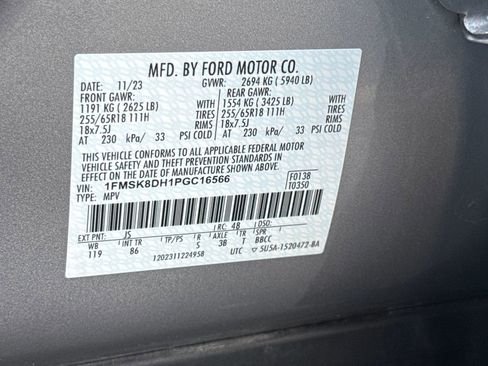 MFD. BY FORD MOTOR CO.
DATE: 11/23 GVWR: 2694 KG ( 5940 LB)
FRONT GAWR: REAR GAWR:
1191 KG ( 2625 LB) 1554 KG ( 3425 LB)
255/65R18 111H TIRES 255/65R18 111H TIRES
18x7.5J RIMS 18x7.5J RIMS
AT 230 kPa/ 33 PSI COLD AT 230 kPa/ 33 PSI COLD
THIS VEHICLE CONFORMS TO ALL APPLICABLE FEDERAL MOTOR
VEHICLE SAFETY AND THEFT PREVENTION STANDARDS IN EFFECT
ON THE DATE OF MANUFACTURE SHOWN ABOVE.
VIN: 1FMSK8DH1PGC16566 F0138
TYPE: MPV T0350
EXT PNT: JS RC: 48 DSO:
WB INT TR TP/PS R AXLE TR SPR
119 86 5 38 T BBCC
1202311224958 UTC 5U5A-1520472-BA